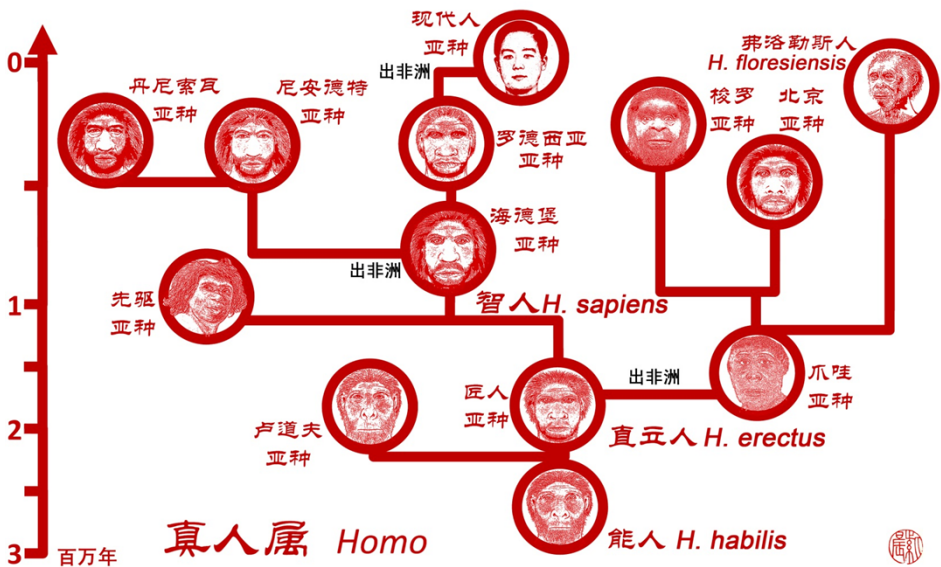 现代人
亚种
弗洛勒斯人
H. floresiensis
0
出非洲
丹尼索瓦
亚种
尼安德特
亚种
梭罗
亚种
北京
亚种
罗德西亚
亚种
海德堡
亚种
出非洲
先驱
亚种
1
智人 H. sapiens
出非洲
匠人
亚种
爪哇
亚种
卢道夫
亚种
2
直立人 H. erectus
真人属 Homo
能人 H. habilis
3
百万年